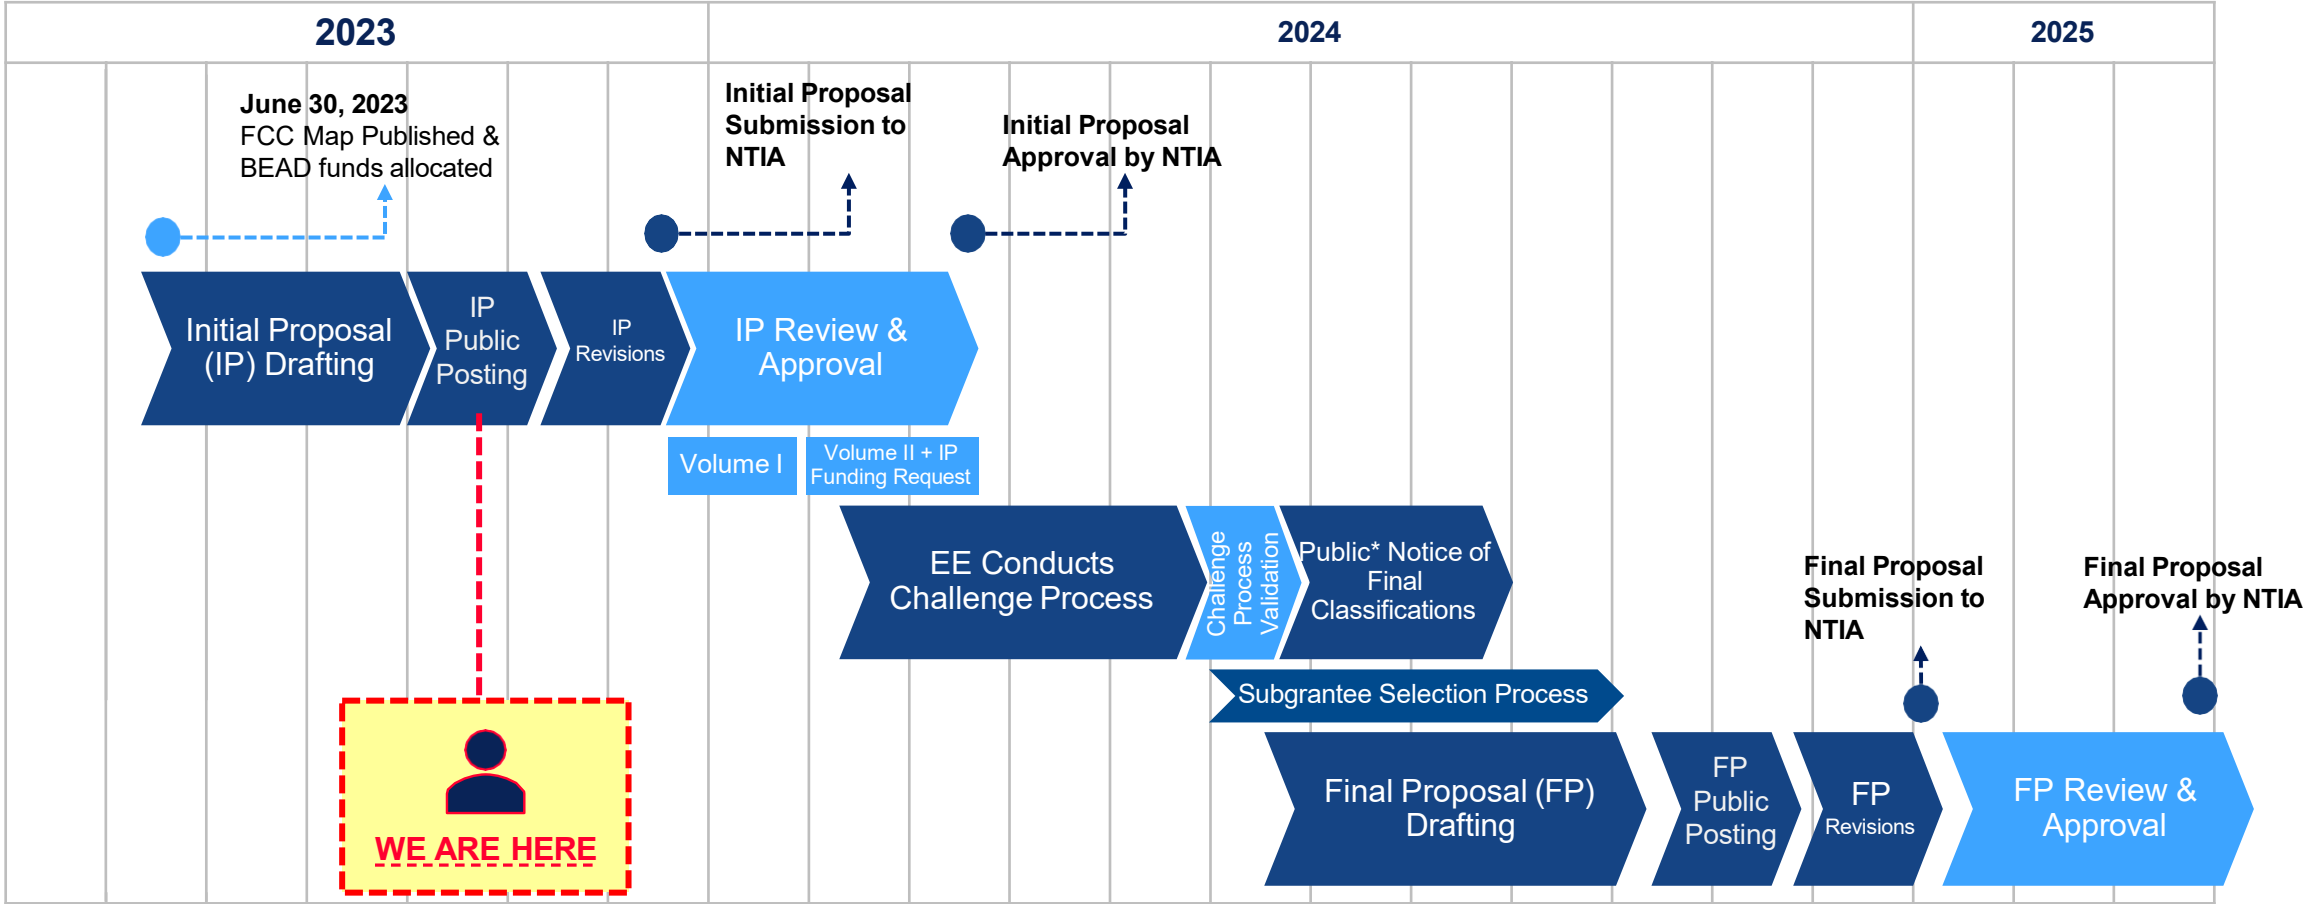 2023
2024
2025
June 30, 2023
FCC Map Published &
BEAD funds allocated
Initial Proposal
Submission to
NTIA
Initial Proposal
Approval by NTIA
Initial Proposal
(IP) Drafting
IP
Public
Posting
IP
Revisions
IP Review &
Approval
Volume I
Volume II + IP
Funding Request
EE Conducts
Challenge Process
Challenge
Process
Validation
Public* Notice of
Final
Classifications
Subgrantee Selection Process
Final Proposal
Submission to
NTIA
Final Proposal
Approval by NTIA
Final Proposal (FP)
Drafting
FP
Public
Posting
FP
Revisions
FP Review &
Approval
WE ARE HERE